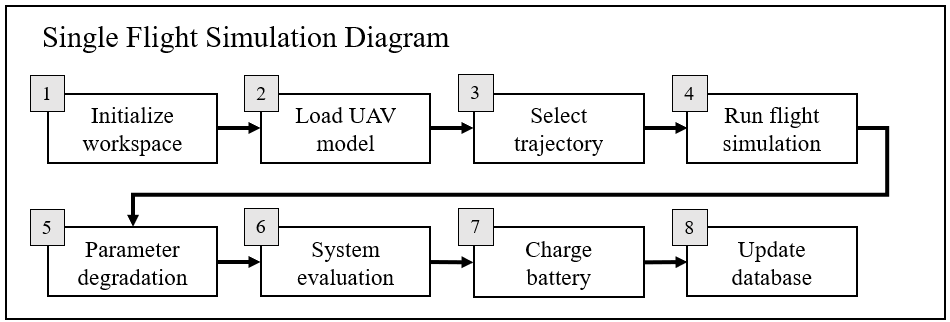 Single Flight Simulation Diagram
1
Initialize
workspace
2
Load UAV
model
3
Select
trajectory
4
Run flight
simulation
5
Parameter
degradation
6
System
evaluation
7
Charge
battery
8
Update
database